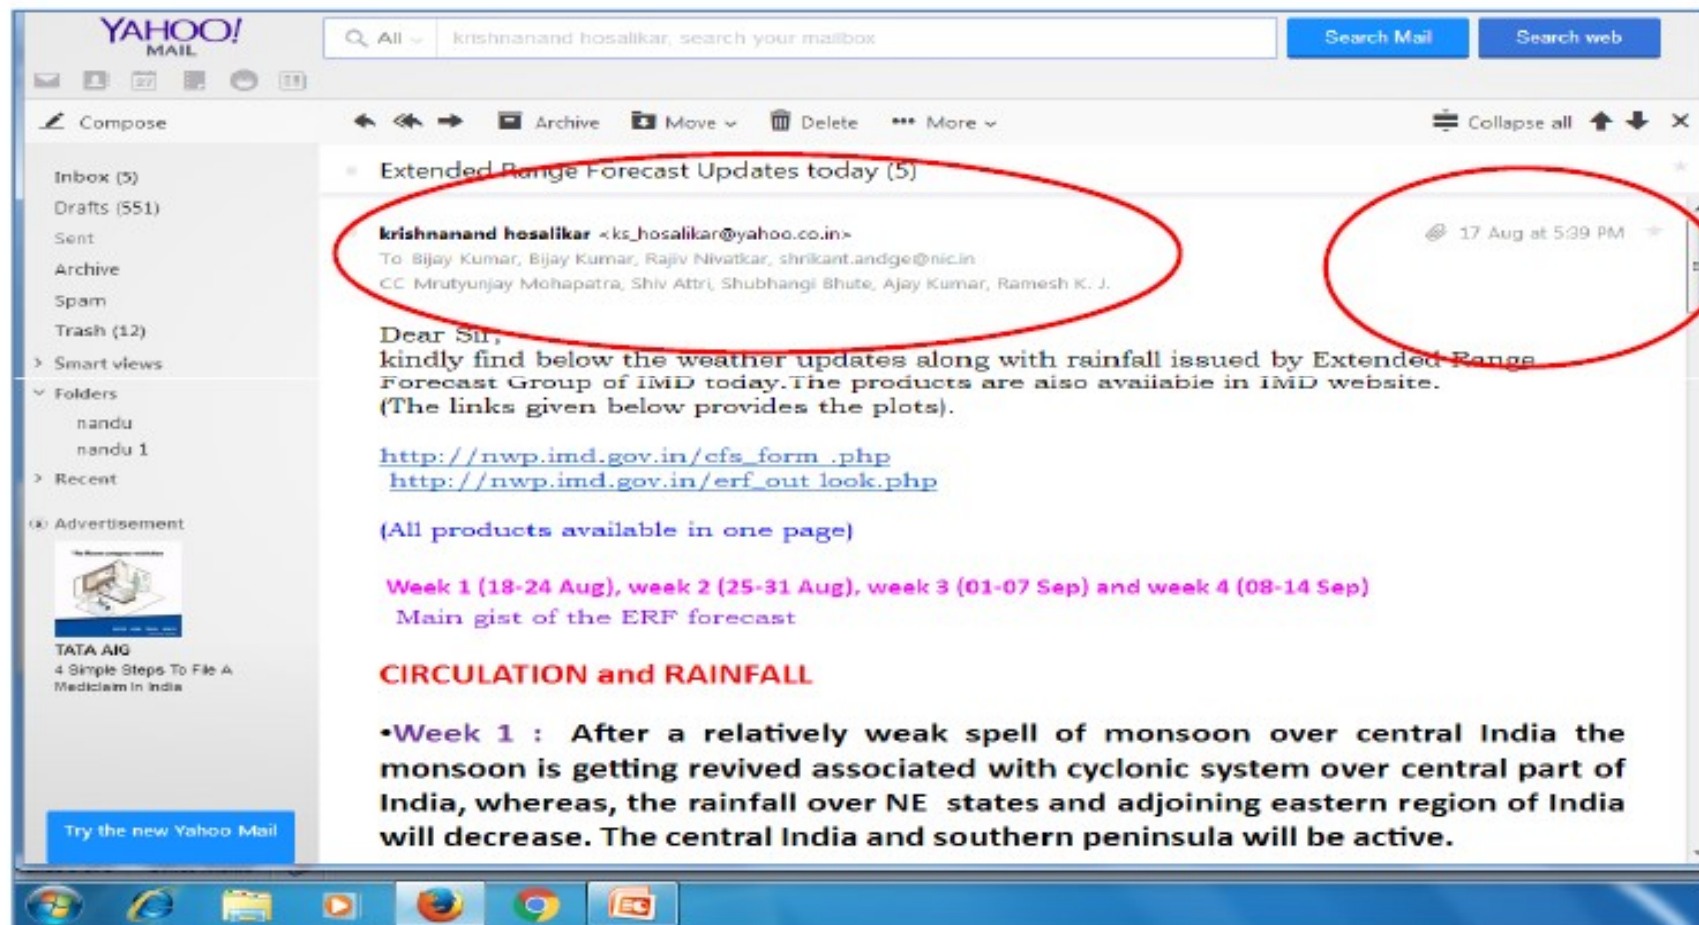 YAHOO!
MAIL
All
krishnanand hosalikar, search your mailbox
Search Mail
Search web
27
Compose
Archive
Move
Delete
More
Collapse all
Inbox (5)
Drafts (551)
Sent
Archive
Spam
Trash (12)
Smart views
Folders
nandu
nandu 1
Recent
Advertisement
TATA AIG
4 Simple Steps To File A
Mediclaim In India
Try the new Yahoo Mail
Extended Range Forecast Updates today (5)
krishnanand hosalikar <ks_hosalikar@yahoo.co.in>
17 Aug at 5:39 PM
To Bijay Kumar, Bijay Kumar, Rajiv Nivatkar, shrikant.andge@nic.in
CC Mrutyunjay Mohapatra, Shiv Attri, Shubhangi Bhute, Ajay Kumar, Ramesh K. J.
Dear Sir,
kindly find below the weather updates along with rainfall issued by Extended Range
Forecast Group of IMD today.The products are also available in IMD website.
(The links given below provides the plots).
http://nwp.imd.gov.in/cfs_form .php
http://nwp.imd.gov.in/erf_out look.php
(All products available in one page)
Week 1 (18-24 Aug), week 2 (25-31 Aug), week 3 (01-07 Sep) and week 4 (08-14 Sep)
Main gist of the ERF forecast
CIRCULATION and RAINFALL
•Week 1 : After a relatively weak spell of monsoon over central India the
monsoon is getting revived associated with cyclonic system over central part of
India, whereas, the rainfall over NE states and adjoining eastern region of India
will decrease. The central India and southern peninsula will be active.